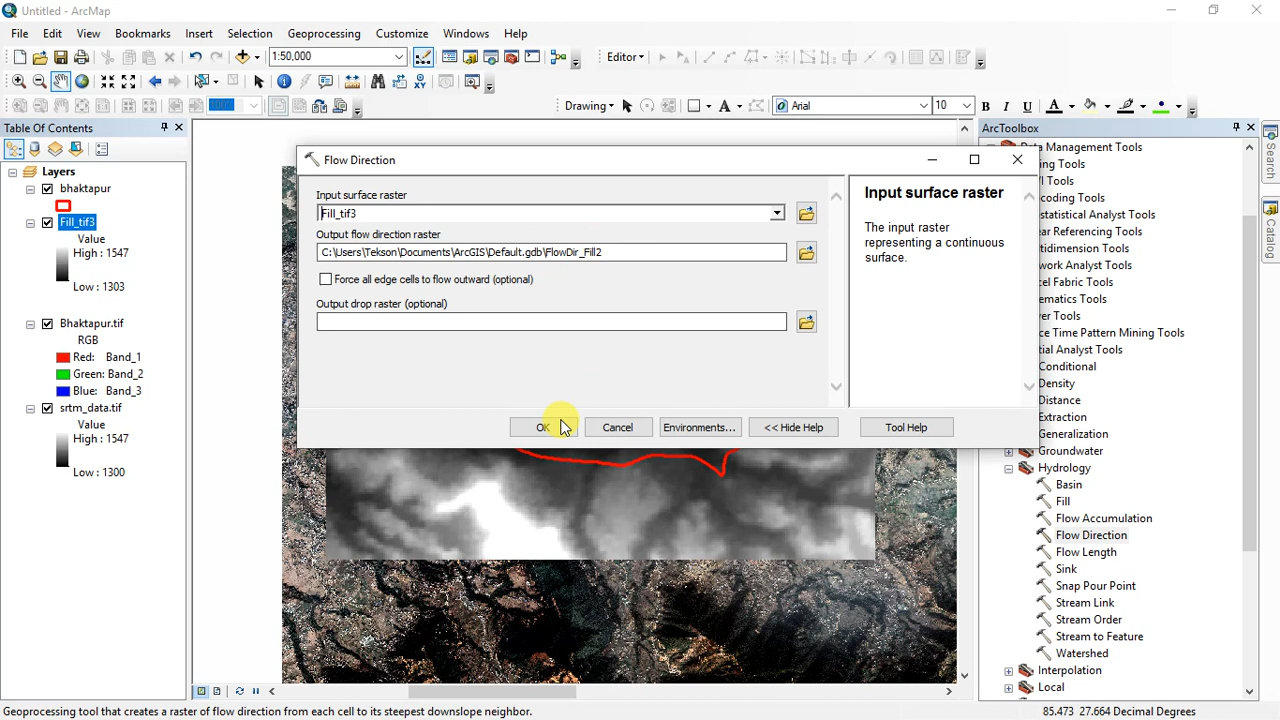 Untitled - ArcMap
File Edit View Bookmarks Insert Selection Geoprocessing Customize Windows Help
1:50,000
Editor
Drawing
Arial
10
B I U A
Table Of Contents
Layers
bhaktapur
Fill_tif3
Value
High : 1547
Low : 1303
Bhaktapur.tif
RGB
Red: Band_1
Green: Band_2
Blue: Band_3
srtm_data.tif
Value
High : 1547
Low : 1300
Flow Direction
Input surface raster
Fill_tif3
Output flow direction raster
C:\Users\Tekson\Documents\ArcGIS\Default.gdb\FlowDir_Fill2
Force all edge cells to flow outward (optional)
Output drop raster (optional)
OK
Cancel
Environments...
<< Hide Help
Tool Help
Input surface raster
The input raster
representing a continuous
surface.
ArcToolbox
Data Management Tools
Conditional
Density
Distance
Extraction
Generalization
Groundwater
Hydrology
Basin
Fill
Flow Accumulation
Flow Direction
Flow Length
Sink
Snap Pour Point
Stream Link
Stream Order
Stream to Feature
Watershed
Interpolation
Local
Search
Catalog
Geoprocessing tool that creates a raster of flow direction from each cell to its steepest downslope neighbor.
85.473 27.664 Decimal Degrees